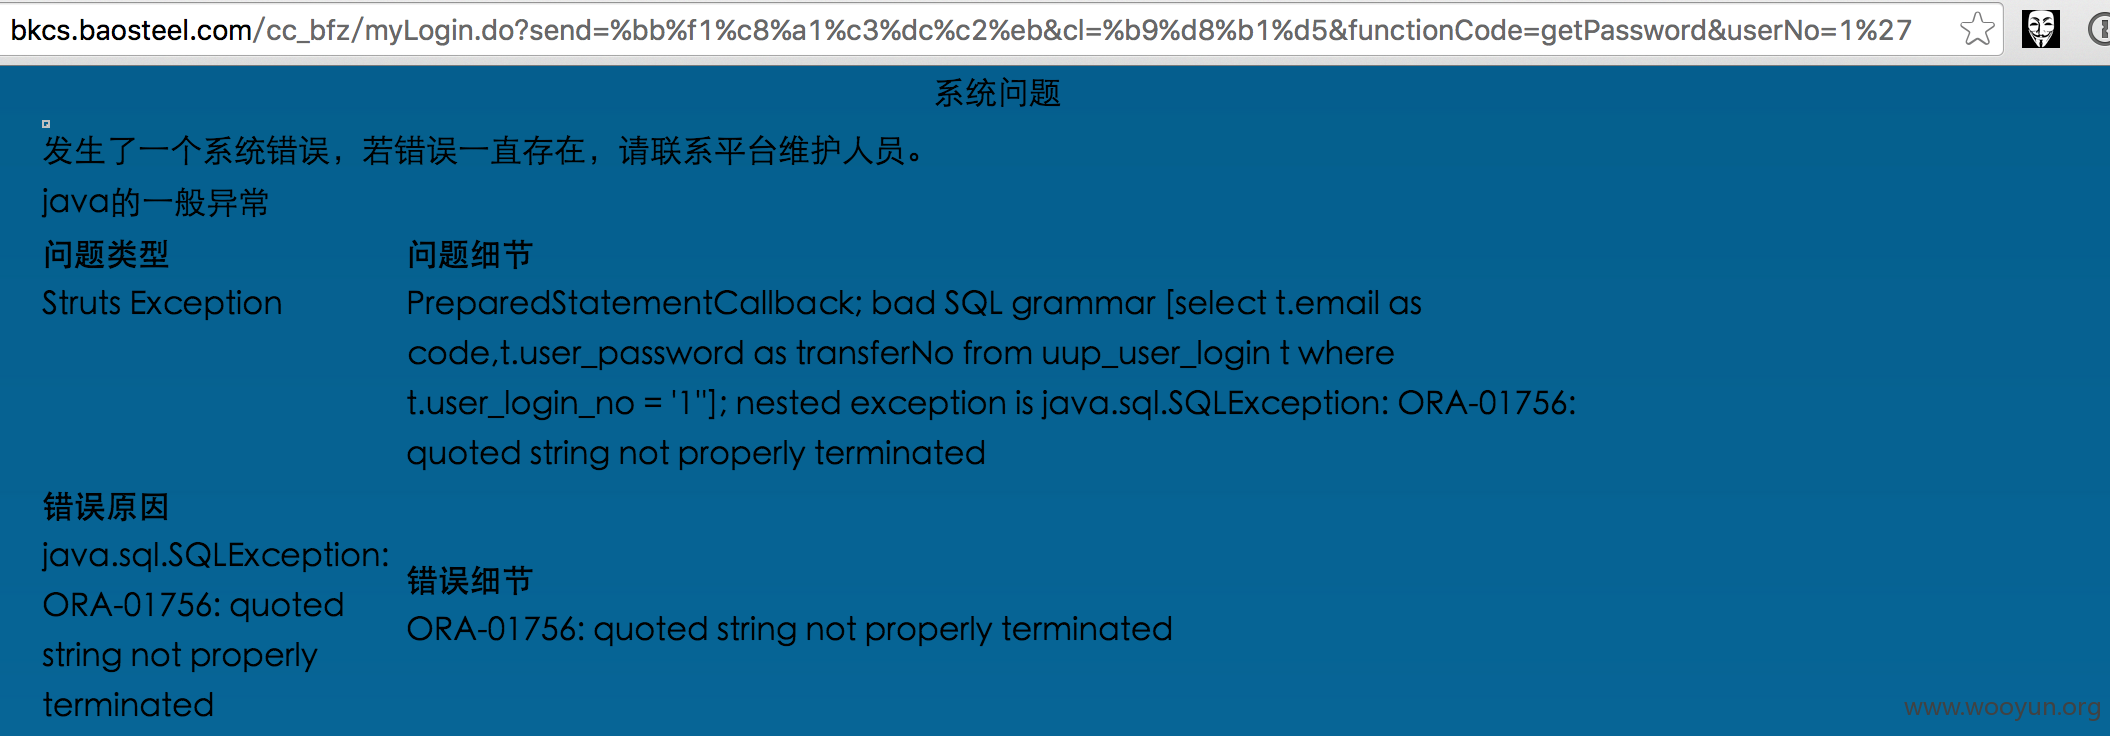 bkcs.baosteel.com/cc_bfz/myLogin.do?send=%bb%f1%c8%a1%c3%dc%c2%eb&cl=%b9%d8%b1%d5&functionCode=getPassword&userNo=1%27
系统问题
发生了一个系统错误，若错误一直存在，请联系平台维护人员。
java的一般异常
问题类型 问题细节
Struts Exception PreparedStatementCallback; bad SQL grammar [select t.email as
code,t.user_password as transferNo from uup_user_login t where
t.user_login_no = '1'']; nested exception is java.sql.SQLException: ORA-01756:
quoted string not properly terminated
错误原因
java.sql.SQLException:
ORA-01756: quoted
string not properly
terminated
错误细节
ORA-01756: quoted string not properly terminated
www.wooyun.org